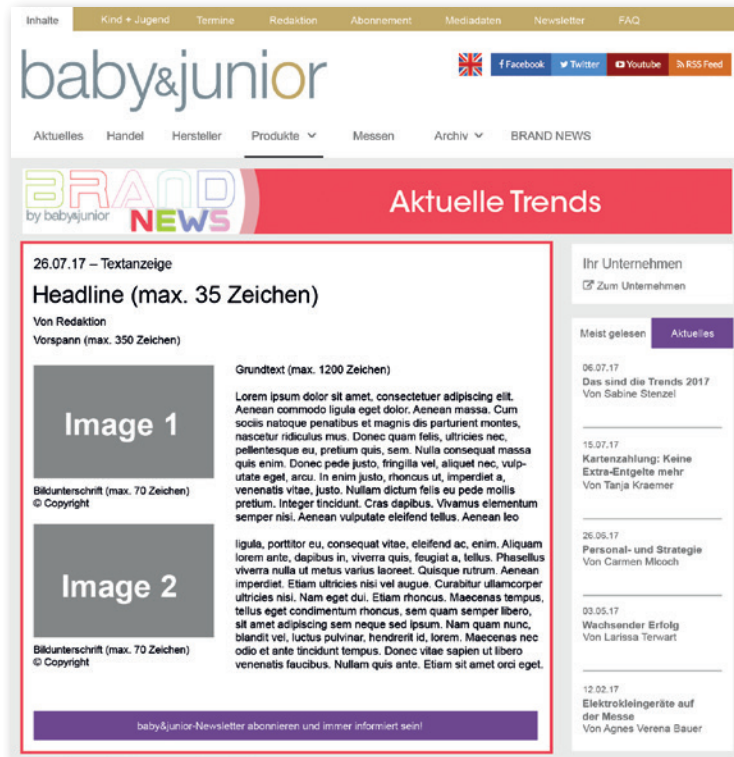 Inhalte Kind + Jugend Termine Redaktion Abonnement Mediadaten Newsletter FAQ
baby&junior
Facebook Twitter Youtube RSS Feed
Aktuelles Handel Hersteller Produkte Messen Archiv BRAND NEWS
BRAND
by baby&junior NEWS
Aktuelle Trends
26.07.17 – Textanzeige
Headline (max. 35 Zeichen)
Von Redaktion
Vorspann (max. 350 Zeichen)
Image 1
Bildunterschrift (max. 70 Zeichen)
© Copyright
Image 2
Bildunterschrift (max. 70 Zeichen)
© Copyright
Grundtext (max. 1200 Zeichen)
Lorem ipsum dolor sit amet, consectetuer adipiscing elit.
Aenean commodo ligula eget dolor. Aenean massa. Cum
sociis natoque penatibus et magnis dis parturient montes,
nascetur ridiculus mus. Donec quam felis, ultricies nec,
pellentesque eu, pretium quis, sem. Nulla consequat massa
quis enim. Donec pede justo, fringilla vel, aliquet nec, vulp-
utate eget, arcu. In enim justo, rhoncus ut, imperdiet a,
venenatis vitae, justo. Nullam dictum felis eu pede mollis
pretium. Integer tincidunt. Cras dapibus. Vivamus elementum
semper nisi. Aenean vulputate eleifend tellus. Aenean leo
ligula, porttitor eu, consequat vitae, eleifend ac, enim. Aliquam
lorem ante, dapibus in, viverra quis, feugiat a, tellus. Phasellus
viverra nulla ut metus varius laoreet. Quisque rutrum. Aenean
imperdiet. Etiam ultricies nisi vel augue. Curabitur ullamcorper
ultricies nisi. Nam eget dui. Etiam rhoncus. Maecenas tempus,
tellus eget condimentum rhoncus, sem quam semper libero,
sit amet adipiscing sem neque sed ipsum. Nam quam nunc,
blandit vel, luctus pulvinar, hendrerit id, lorem. Maecenas nec
odio et ante tincidunt tempus. Donec vitae sapien ut libero
venenatis faucibus. Nullam quis ante. Etiam sit amet orci eget.
baby&junior-Newsletter abonnieren und immer informiert sein!
Ihr Unternehmen
Zum Unternehmen
Meist gelesen Aktuelles
06.07.17
Das sind die Trends 2017
Von Sabine Stenzel
15.07.17
Kartenzahlung: Keine
Extra-Entgelte mehr
Von Tanja Kraemer
26.06.17
Personal- und Strategie
Von Carmen Mlcoch
03.05.17
Wachsender Erfolg
Von Larissa Terwart
12.02.17
Elektrokleingeräte auf
der Messe
Von Agnes Verena Bauer